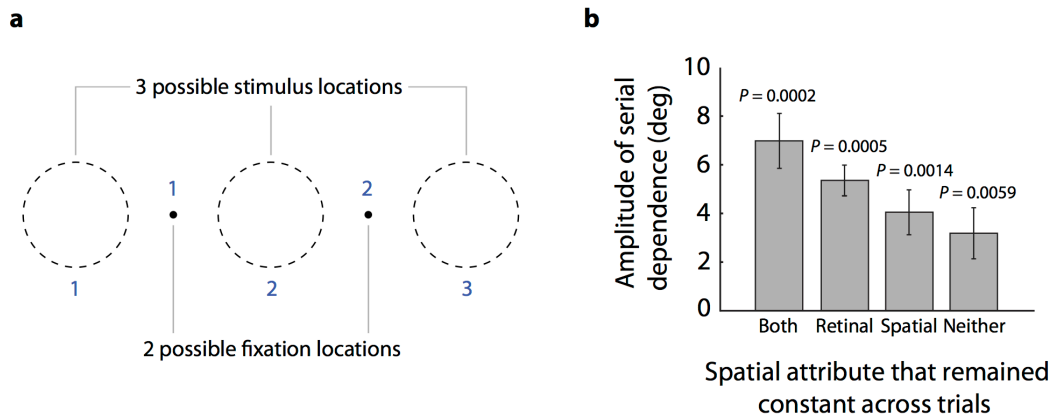 a
3 possible stimulus locations
1
2
1
2
3
2 possible fixation locations
b
Amplitude of serial
dependence (deg)
10
8
6
4
2
0
P = 0.0002
P = 0.0005
P = 0.0014
P = 0.0059
Both Retinal Spatial Neither
Spatial attribute that remained
constant across trials